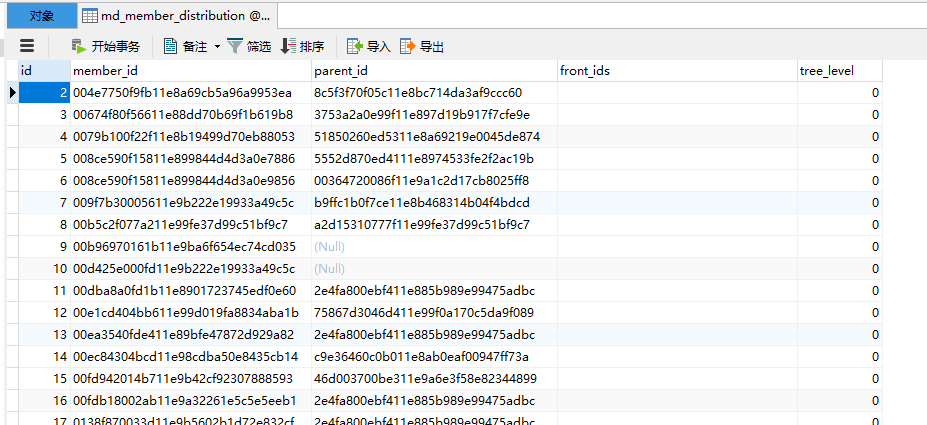 对象 md_member_distribution @...
开始事务 备注 筛选 排序 导入 导出
id member_id parent_id front_ids tree_level
2 004e7750f9fb11e8a69cb5a96a9953ea 8c5f3f70f05c11e8bc714da3af9ccc60 0
3 00674f80f56611e88dd70b69f1b619b8 3753a2a0e99f11e897d19b917f7cfe9e 0
4 0079b100f22f11e8b19499d70eb88053 51850260ed5311e8a69219e0045de874 0
5 008ce590f15811e899844d4d3a0e7886 5552d870ed4111e8974533fe2f2ac19b 0
6 008ce590f15811e899844d4d3a0e9856 00364720086f11e9a1c2d17cb8025ff8 0
7 009f7b30005611e9b222e19933a49c5c b9ffc1b0f7ce11e8b468314b04f4bdcd 0
8 00b5c2f077a211e99fe37d99c51bf9c7 a2d15310777f11e99fe37d99c51bf9c7 0
9 00b96970161b11e9ba6f654ec74cd035 (Null) 0
10 00d425e000fd11e9b222e19933a49c5c (Null) 0
11 00dba8a0fd1b11e8901723745edf0e60 2e4fa800ebf411e885b989e99475adbc 0
12 00e1cd404bb611e99d019fa8834aba1b 75867d3046d411e99f0a170c5da9f089 0
13 00ea3540fde411e89bfe47872d929a82 2e4fa800ebf411e885b989e99475adbc 0
14 00ec84304bcd11e98cdba50e8435cb14 c9e36460c0b011e8ab0eaf00947ff73a 0
15 00fd942014b711e9b42cf92307888593 46d003700be311e9a6e3f58e82344899 0
16 00fdb18002ab11e9a32261e5c5e5eeb1 2e4fa800ebf411e885b989e99475adbc 0
17 0138f870033d11e9b5602b1d72e832cf 2e4fa800ebf411e885b989e99475adbc 0